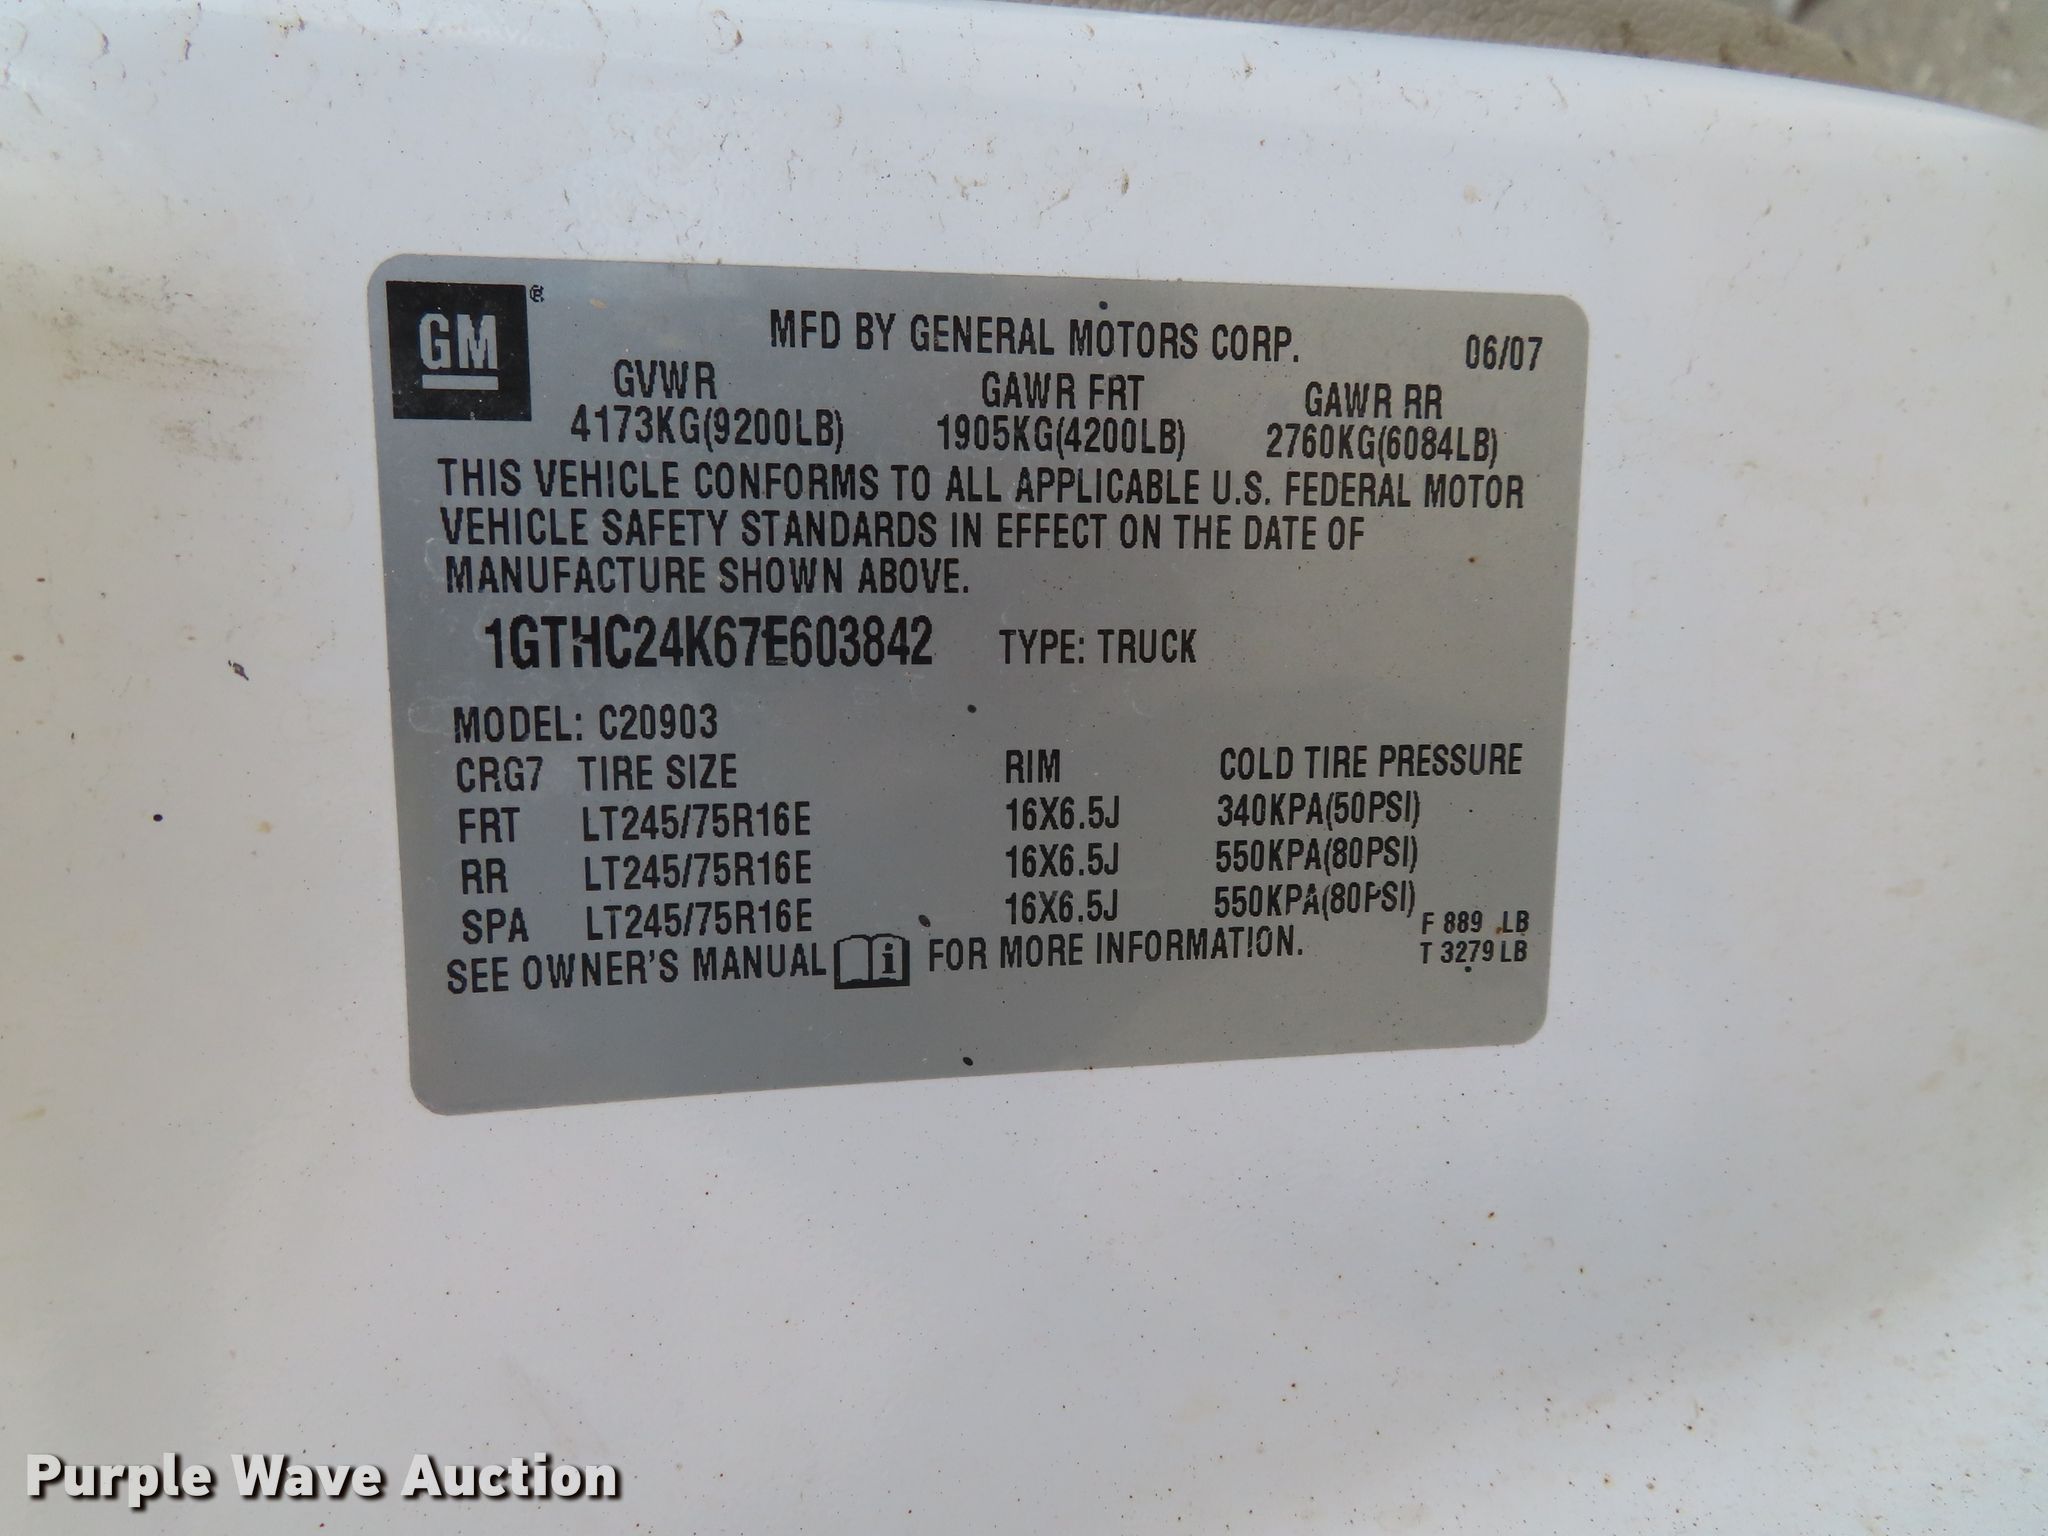 GM®
MFD BY GENERAL MOTORS CORP. 06/07
GVWR GAWR FRT GAWR RR
4173KG(9200LB) 1905KG(4200LB) 2760KG(6084LB)
THIS VEHICLE CONFORMS TO ALL APPLICABLE U.S. FEDERAL MOTOR
VEHICLE SAFETY STANDARDS IN EFFECT ON THE DATE OF
MANUFACTURE SHOWN ABOVE.
1GTHC24K67E603842 TYPE: TRUCK
MODEL: C20903
CRG7 TIRE SIZE RIM COLD TIRE PRESSURE
FRT LT245/75R16E 16X6.5J 340KPA(50PSI)
RR LT245/75R16E 16X6.5J 550KPA(80PSI)
SPA LT245/75R16E 16X6.5J 550KPA(80PSI)
F 889 LB
T 3279 LB
SEE OWNER'S MANUAL i FOR MORE INFORMATION.
Purple Wave Auction